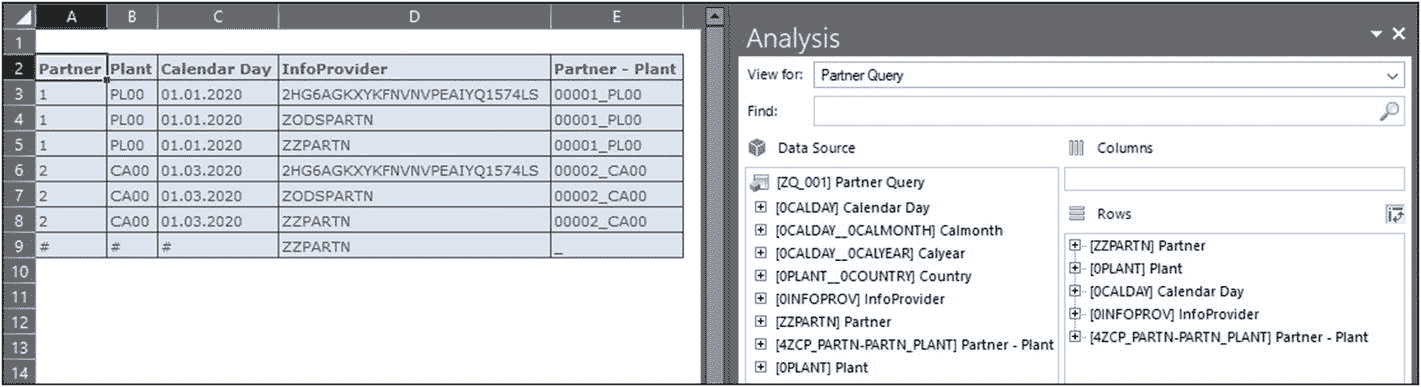 A B C D E
1
2 Partner Plant Calendar Day InfoProvider Partner - Plant
3 1 PL00 01.01.2020 2HG6AGKXYKFNVNVPEAIYQ1574LS 00001_PL00
4 1 PL00 01.01.2020 ZODSPARTN 00001_PL00
5 1 PL00 01.01.2020 ZZPARTN 00001_PL00
6 2 CA00 01.03.2020 2HG6AGKXYKFNVNVPEAIYQ1574LS 00002_CA00
7 2 CA00 01.03.2020 ZODSPARTN 00002_CA00
8 2 CA00 01.03.2020 ZZPARTN 00002_CA00
9 # # # ZZPARTN _
10
11
12
13
14
Analysis
View for: Partner Query
Find:
Data Source
[ZQ_001] Partner Query
[0CALDAY] Calendar Day
[0CALDAY__0CALMONTH] Calmonth
[0CALDAY__0CALYEAR] Calyear
[0PLANT__0COUNTRY] Country
[0INFOPROV] InfoProvider
[ZZPARTN] Partner
[4ZCP_PARTN-PARTN_PLANT] Partner - Plant
[0PLANT] Plant
Columns
Rows
[ZZPARTN] Partner
[0PLANT] Plant
[0CALDAY] Calendar Day
[0INFOPROV] InfoProvider
[4ZCP_PARTN-PARTN_PLANT] Partner - Plant